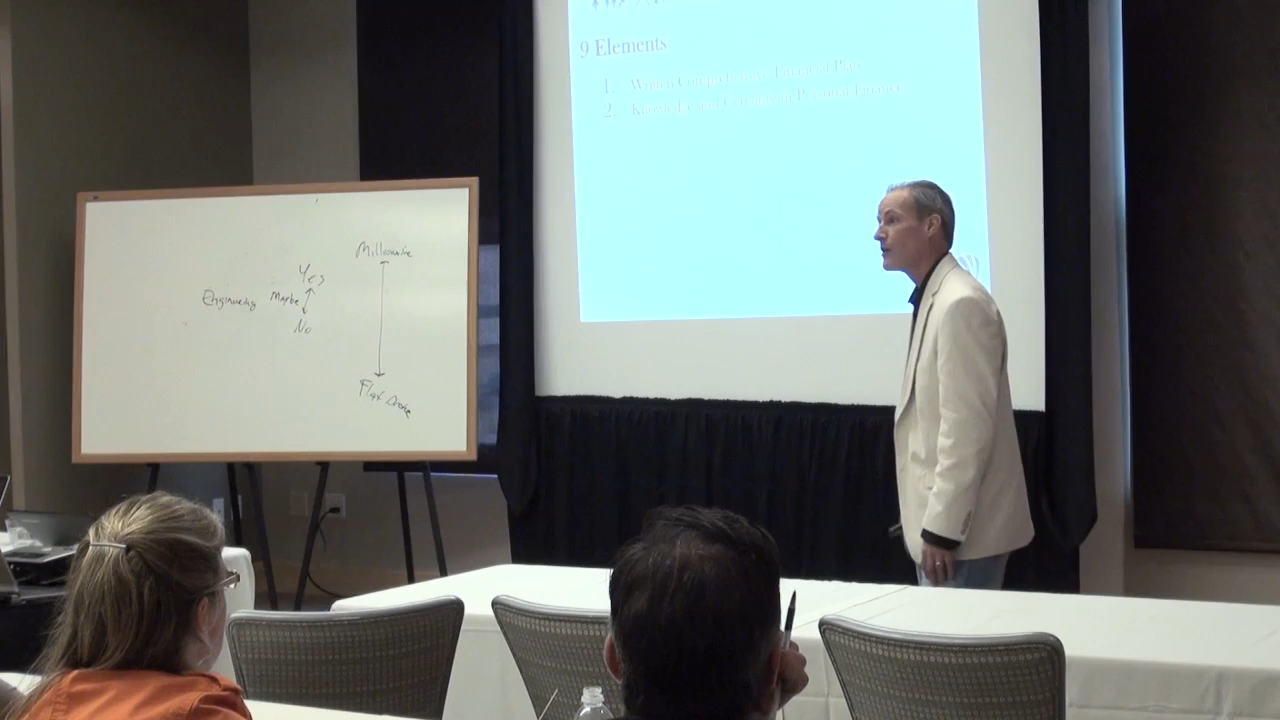 Millionaire
Yes
Engineering Maybe
No
Flat Broke
9 Elements
1. Written Comprehensive Financial Plan
2. Knowledge and Certainty in Personal Finance